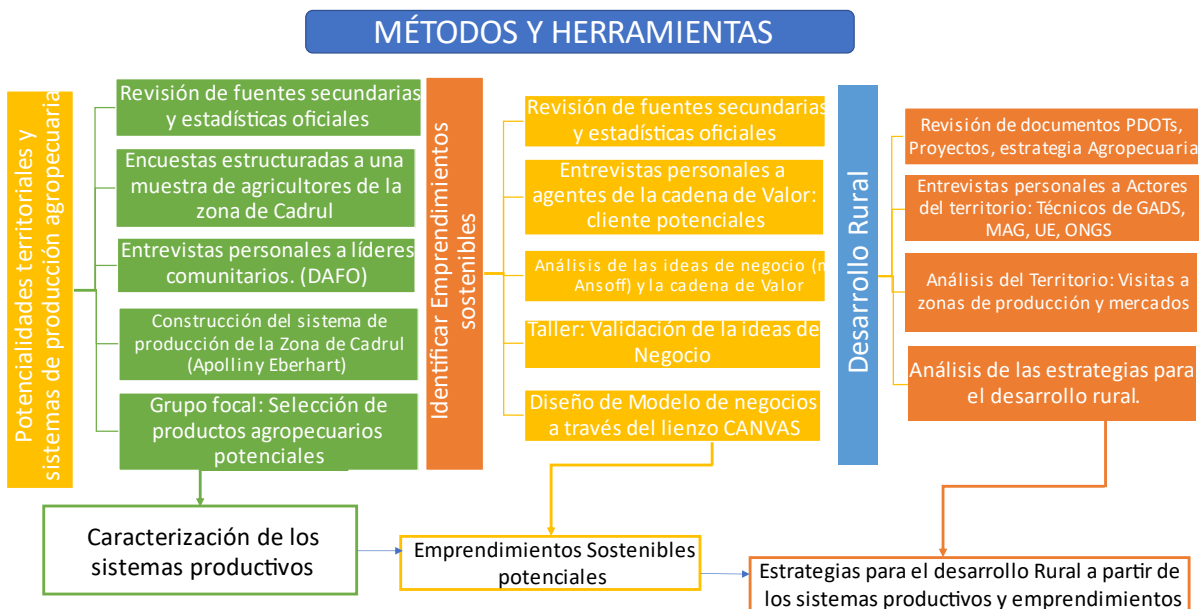 MÉTODOS Y HERRAMIENTAS
Potencialidades territoriales y
sistemas de producción agropecuaria
Revisión de fuentes secundarias
y estadísticas oficiales
Encuestas estructuradas a una
muestra de agricultores de la
zona de Cadrul
Entrevistas personales a líderes
comunitarios. (DAFO)
Construcción del sistema de
producción de la Zona de Cadrul
(Apollin y Eberhart)
Grupo focal: Selección de
productos agropecuarios
potenciales
Identificar Emprendimientos
sostenibles
Revisión de fuentes secundarias
y estadísticas oficiales
Entrevistas personales a
agentes de la cadena de Valor:
cliente potenciales
Análisis de las ideas de negocio (
Ansoff) y la cadena de Valor
Taller: Validación de la ideas de
Negocio
Diseño de Modelo de negocios
a través del lienzo CANVAS
Desarrollo Rural
Revisión de documentos PDOTs,
Proyectos, estrategia Agropecuaria
Entrevistas personales a Actores
del territorio: Técnicos de GADS,
MAG, UE, ONGS
Análisis del Territorio: Visitas a
zonas de producción y mercados
Análisis de las estrategias para
el desarrollo rural.
Caracterización de los
sistemas productivos
Emprendimientos Sostenibles
potenciales
Estrategias para el desarrollo Rural a partir de
los sistemas productivos y emprendimientos